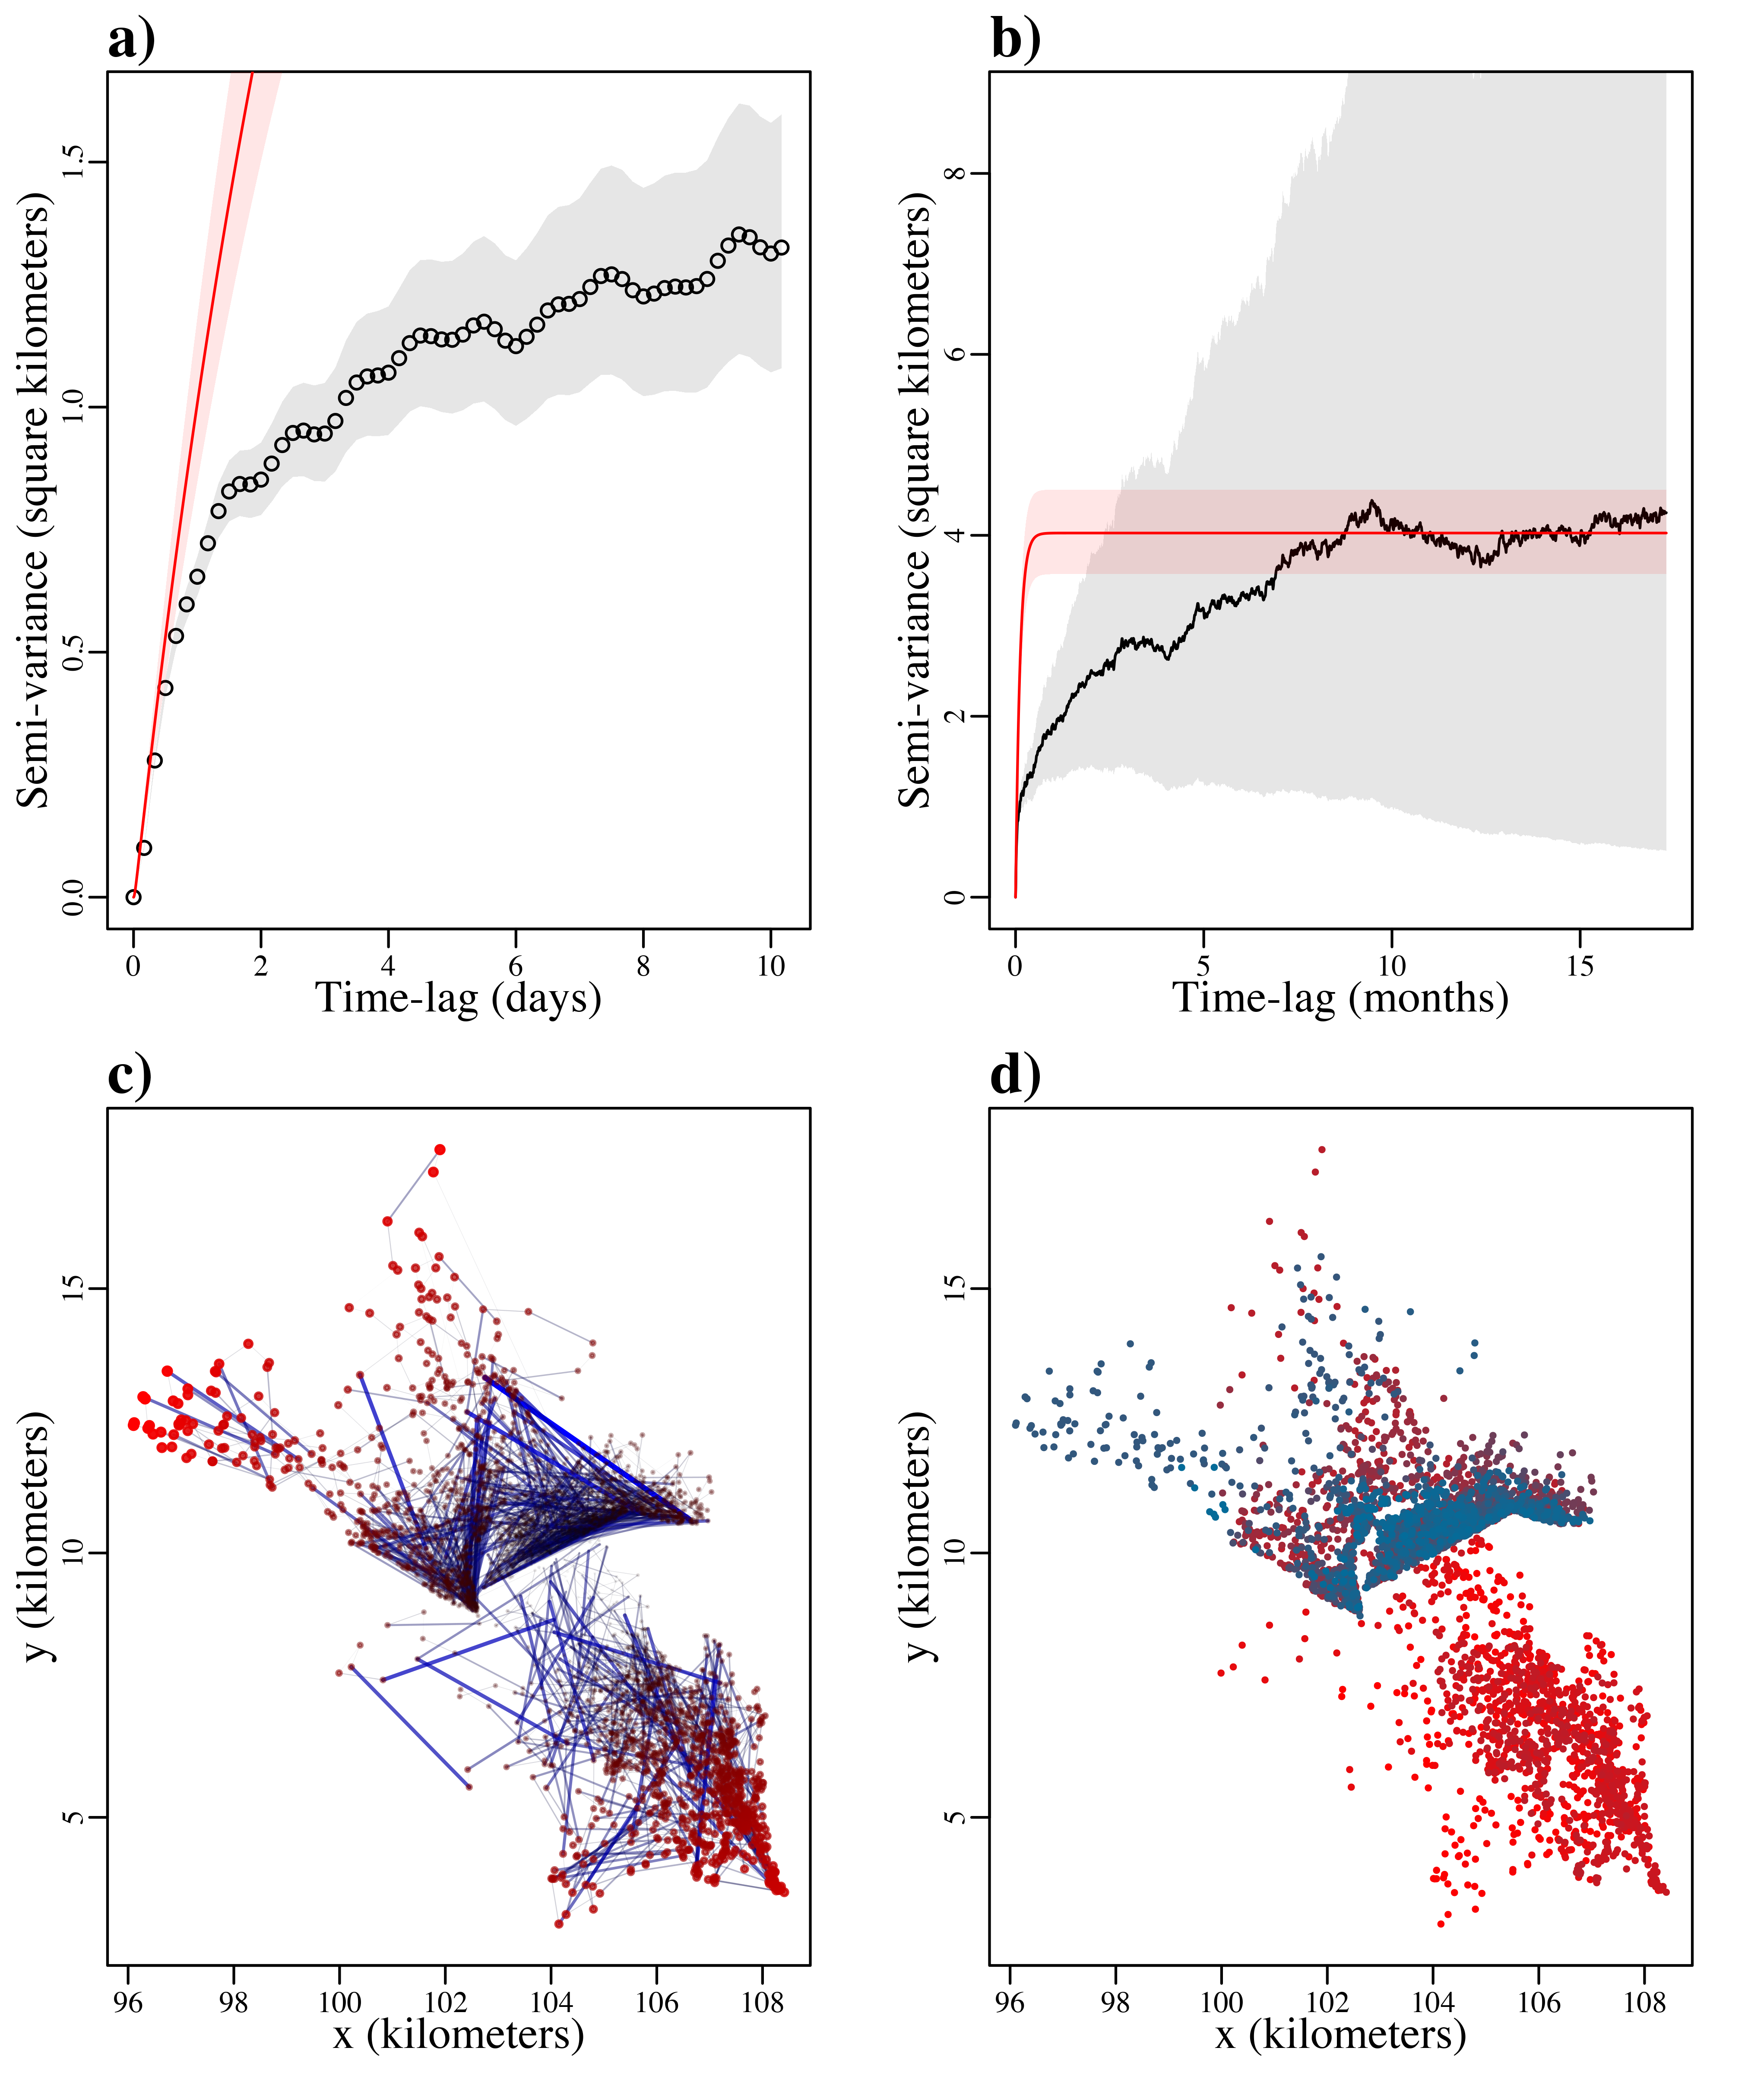 a)
Semi-variance (square kilometers)
0.0 0.5 1.0 1.5
0 2 4 6 8 10
Time-lag (days)
b)
Semi-variance (square kilometers)
0 2 4 6 8
0 5 10 15
Time-lag (months)
c)
y (kilometers)
5 10 15
96 98 100 102 104 106 108
x (kilometers)
d)
y (kilometers)
5 10 15
96 98 100 102 104 106 108
x (kilometers)